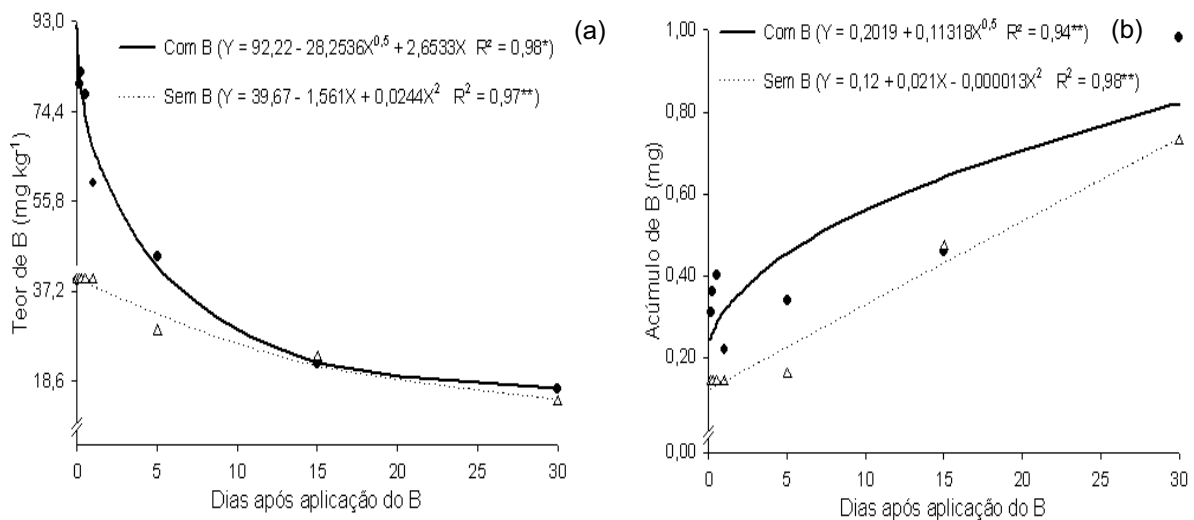 93,0
74,4
55,8
37,2
18,6
Teor de B (mg kg⁻¹)
(a)
Com B (Y = 92,22 - 28,2536X^0,5 + 2,6533X R² = 0,98*)
Sem B (Y = 39,67 - 1,561X + 0,0244X² R² = 0,97**)
0 5 10 15 20 25 30
Dias após aplicação do B
1,00
0,80
0,60
0,40
0,20
0,00
Acúmulo de B (mg)
(b)
Com B (Y = 0,2019 + 0,11318X^0,5 R² = 0,94**)
Sem B (Y = 0,12 + 0,021X - 0,000013X² R² = 0,98**)
0 5 10 15 20 25 30
Dias após aplicação do B